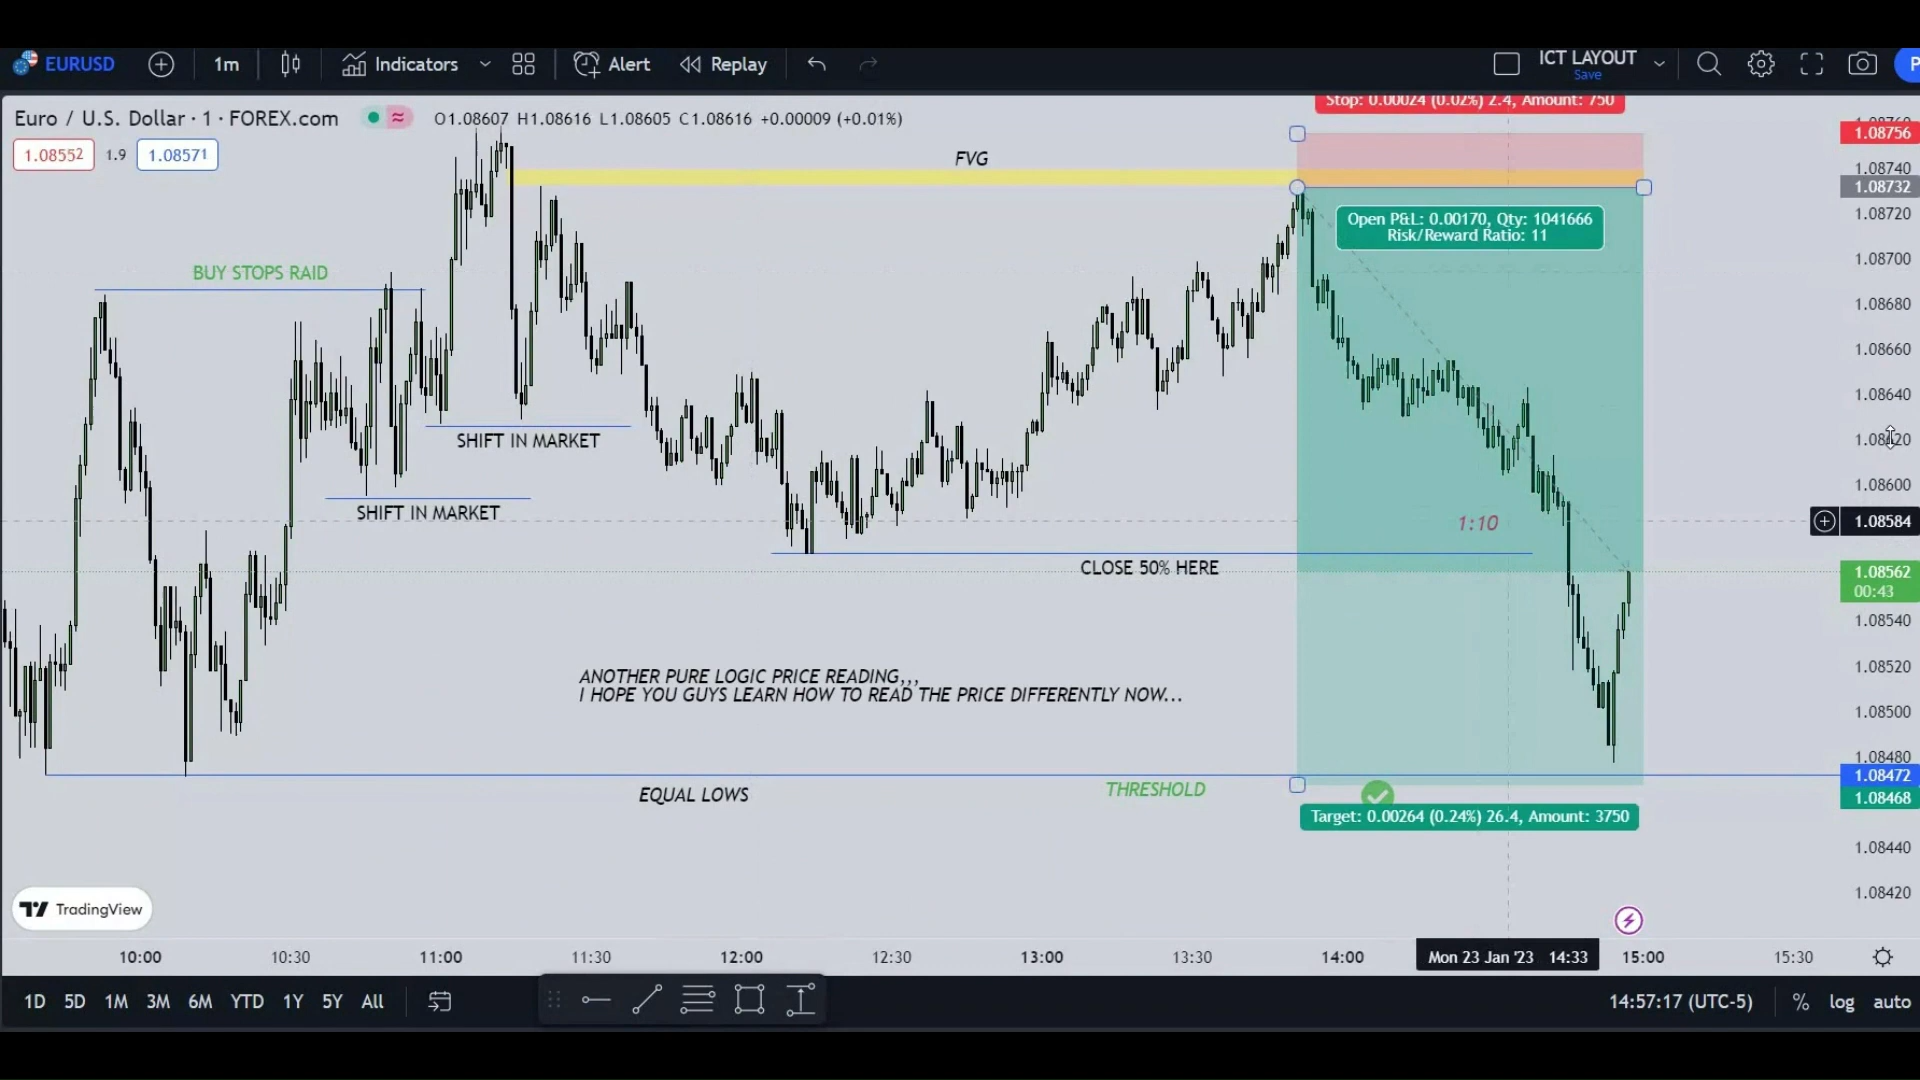 EURUSD
1m
Indicators
Alert
Replay
ICT LAYOUT
Save
P
Euro / U.S. Dollar · 1 · FOREX.com
O1.08607 H1.08616 L1.08605 C1.08616 +0.00009 (+0.01%)
1.08552
1.9
1.08571
Stop: 0.00024 (0.02%) 2.4, Amount: 750
1.08760
1.08756
1.08740
1.08732
1.08720
1.08700
1.08680
1.08660
1.08640
1.08620
1.08600
1.08584
1.08562
00:43
1.08540
1.08520
1.08500
1.08480
1.08472
1.08468
1.08440
1.08420
FVG
Open P&L: 0.00170, Qty: 1041666
Risk/Reward Ratio: 11
BUY STOPS RAID
SHIFT IN MARKET
SHIFT IN MARKET
1:10
CLOSE 50% HERE
ANOTHER PURE LOGIC PRICE READING,,,
I HOPE YOU GUYS LEARN HOW TO READ THE PRICE DIFFERENTLY NOW...
EQUAL LOWS
THRESHOLD
Target: 0.00264 (0.24%) 26.4, Amount: 3750
TradingView
10:00
10:30
11:00
11:30
12:00
12:30
13:00
13:30
14:00
Mon 23 Jan '23 14:33
15:00
15:30
1D 5D 1M 3M 6M YTD 1Y 5Y All
14:57:17 (UTC-5)
% log auto